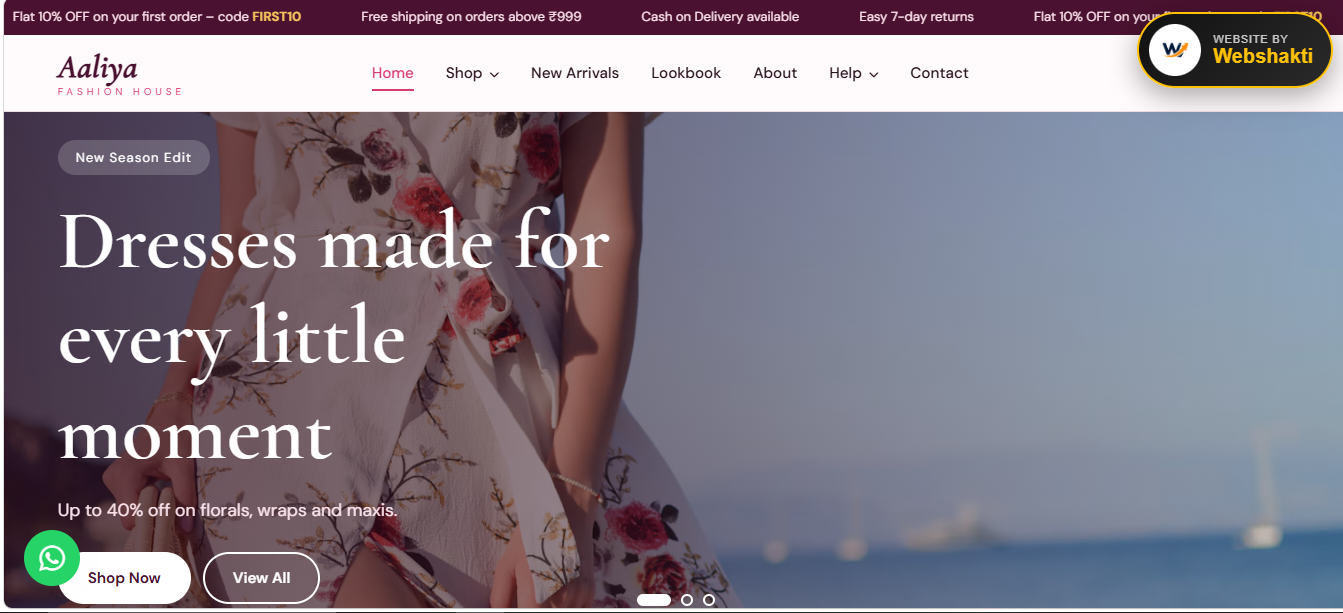 Flat 10% OFF on your first order – code FIRST10
Free shipping on orders above ₹999
Cash on Delivery available
Easy 7-day returns
Flat 10% OFF on your
WEBSITE BY
Webshakti
Aaliya
FASHION HOUSE
Home
Shop
New Arrivals
Lookbook
About
Help
Contact
New Season Edit
Dresses made for
every little
moment
Up to 40% off on florals, wraps and maxis.
Shop Now
View All